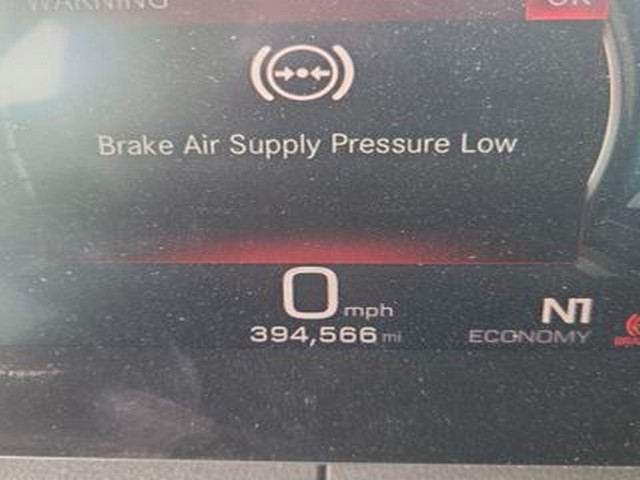 WARNING
OK
Brake Air Supply Pressure Low
0 mph
394,566 mi
N1
ECONOMY